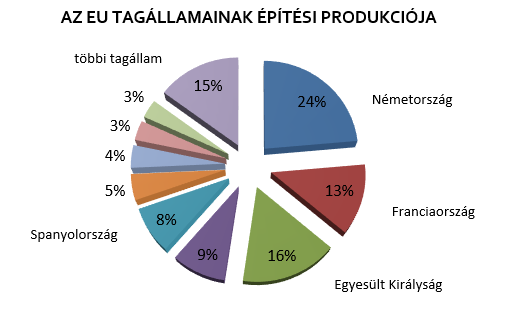 AZ EU TAGÁLLAMAINAK ÉPÍTÉSI PRODUKCIÓJA
többi tagállam
15%
24%
Németország
3%
3%
4%
5%
13%
Franciaország
8%
Spanyolország
9%
16%
Egyesült Királyság